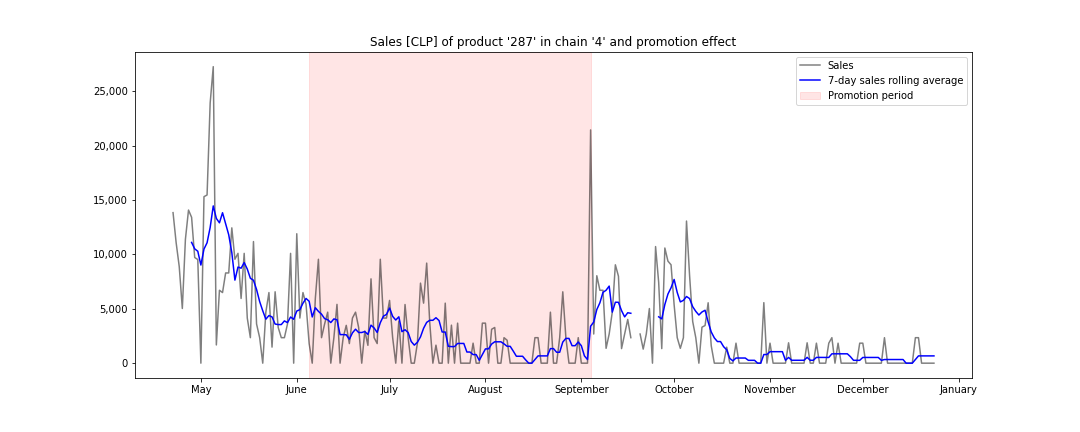 Sales [CLP] of product '287' in chain '4' and promotion effect
Sales
7-day sales rolling average
Promotion period
25,000
20,000
15,000
10,000
5,000
0
May June July August September October November December January